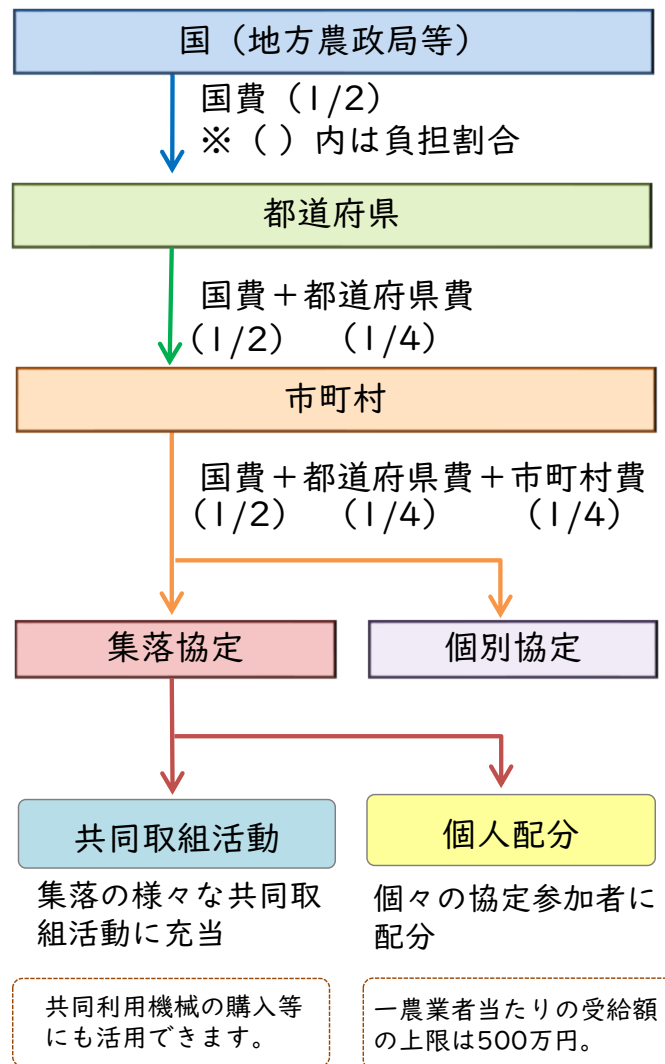 国（地方農政局等）
国費（1/2）
※（ ）内は負担割合
都道府県
国費＋都道府県費
(1/2) (1/4)
市町村
国費＋都道府県費＋市町村費
(1/2) (1/4) (1/4)
集落協定
個別協定
共同取組活動
集落の様々な共同取
組活動に充当
共同利用機械の購入等
にも活用できます。
個人配分
個々の協定参加者に
配分
一農業者当たりの受給額
の上限は500万円。